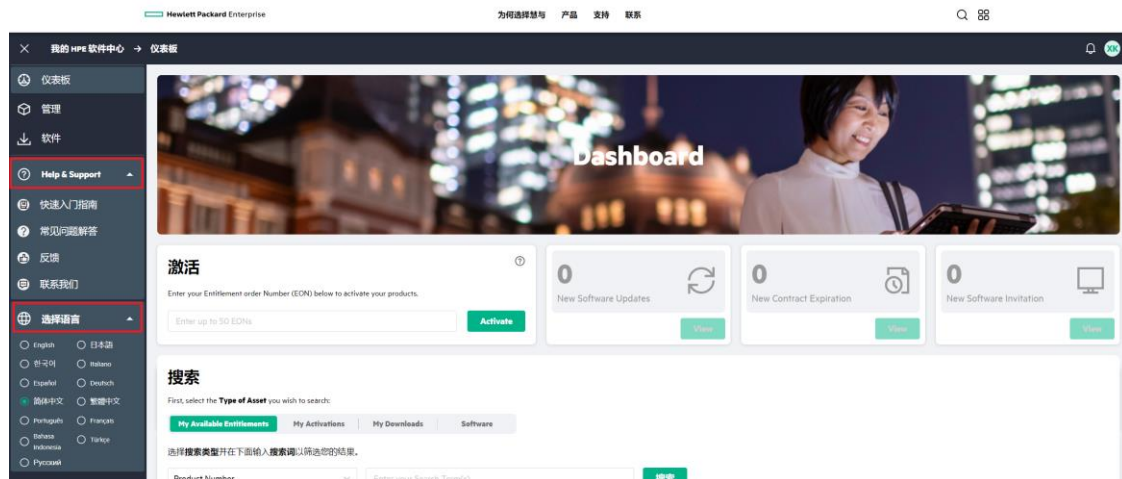 Hewlett Packard Enterprise
为何选择慧与 产品 支持 联系
我的 HPE 软件中心 → 仪表板
XK
仪表板
管理
软件
Help & Support
快速入门指南
常见问题解答
反馈
联系我们
选择语言
English 日本語
한국어 Italiano
Español Deutsch
简体中文 繁體中文
Português Français
Bahasa Indonesia Türkçe
Русский
Dashboard
激活
Enter your Entitlement order Number (EON) below to activate your products.
Enter up to 50 EONs
Activate
0
New Software Updates
View
0
New Contract Expiration
View
0
New Software Invitation
View
搜索
First, select the Type of Asset you wish to search:
My Available Entitlements My Activations My Downloads Software
选择搜索类型并在下面输入搜索词以筛选您的结果。
Product Number
Enter your Search Term(s)
搜索